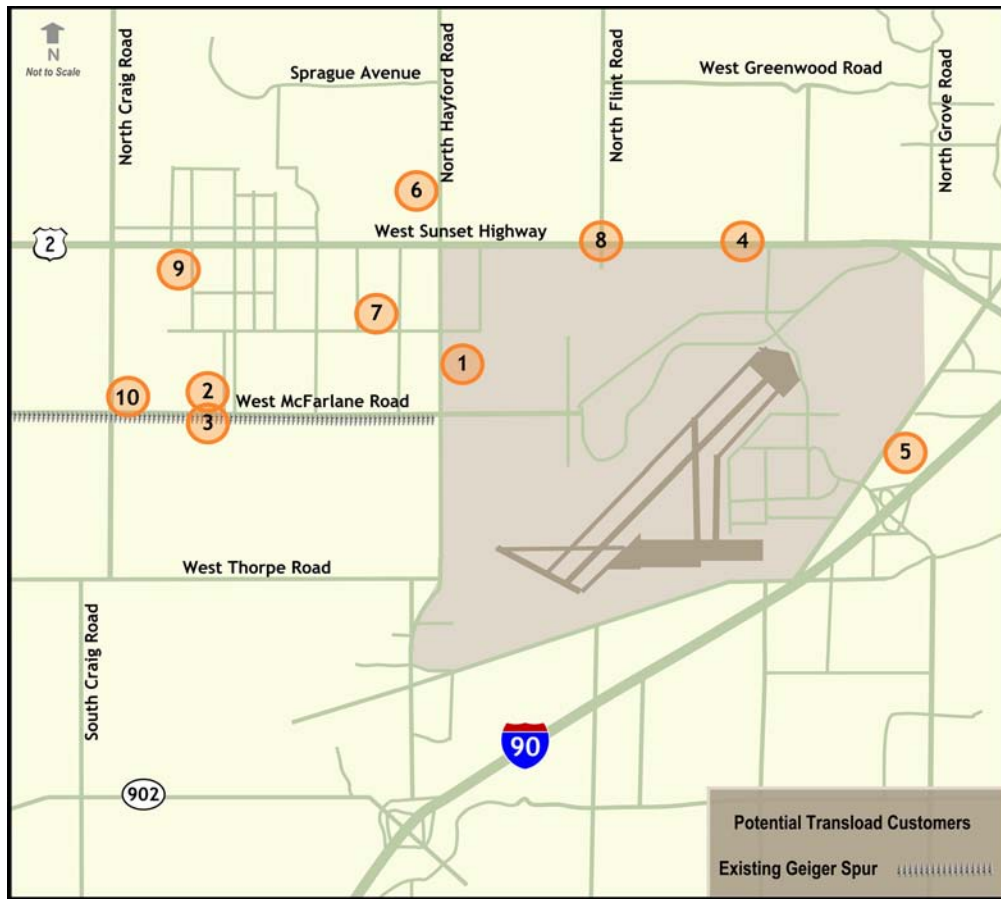 N
Not to Scale
North Craig Road
Sprague Avenue
North Hayford Road
North Flint Road
West Greenwood Road
North Grove Road
6
West Sunset Highway
2
8
4
9
7
1
10
2
West McFarlane Road
3
5
West Thorpe Road
South Craig Road
90
902
Potential Transload Customers
Existing Geiger Spur